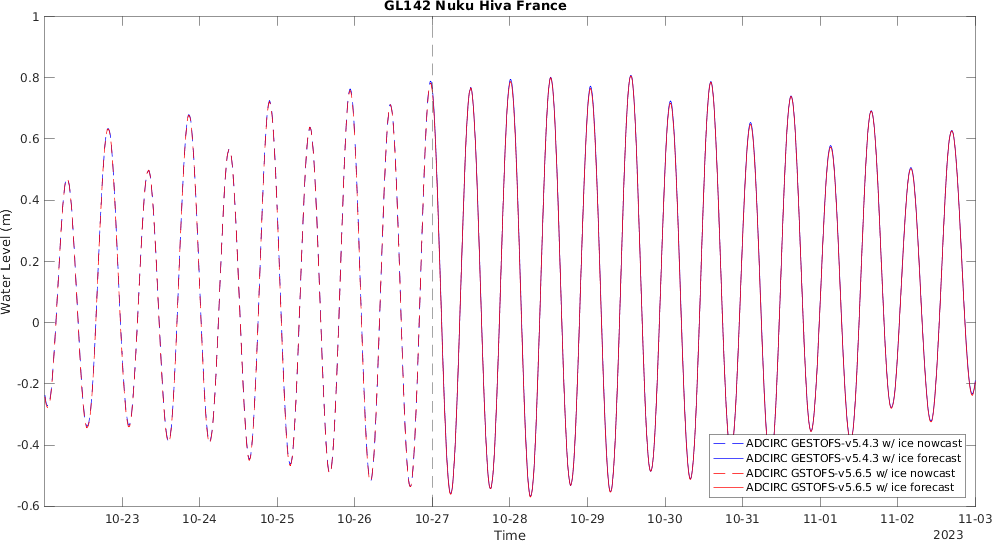 GL142 Nuku Hiva France
Water Level (m)
1
0.8
0.6
0.4
0.2
0
-0.2
-0.4
-0.6
ADCIRC GESTOFS-v5.4.3 w/ ice nowcast
ADCIRC GESTOFS-v5.4.3 w/ ice forecast
ADCIRC GSTOFS-v5.6.5 w/ ice nowcast
ADCIRC GSTOFS-v5.6.5 w/ ice forecast
10-23 10-24 10-25 10-26 10-27 10-28 10-29 10-30 10-31 11-01 11-02 11-03
Time
2023